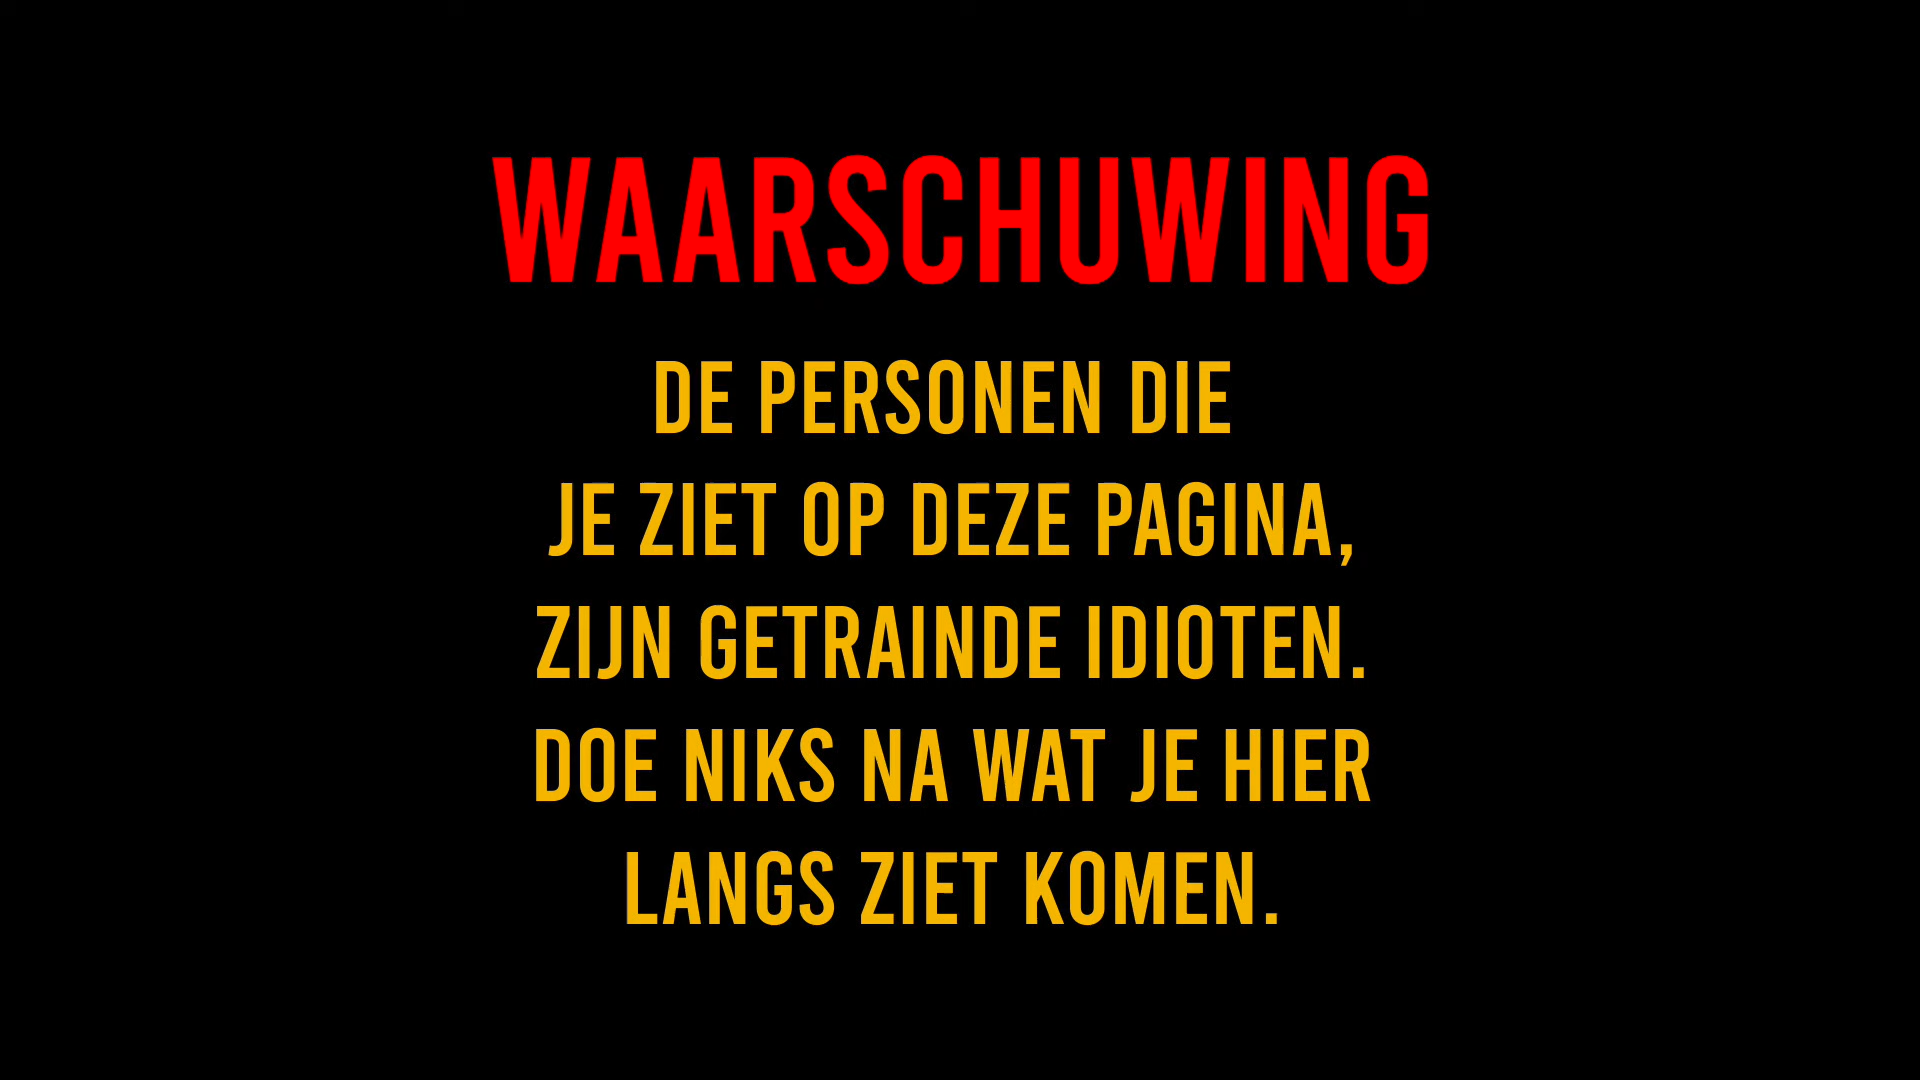 WAARSCHUWING
DE PERSONEN DIE
JE ZIET OP DEZE PAGINA,
ZIJN GETRAINDE IDIOTEN.
DOE NIKS NA WAT JE HIER
LANGS ZIET KOMEN.